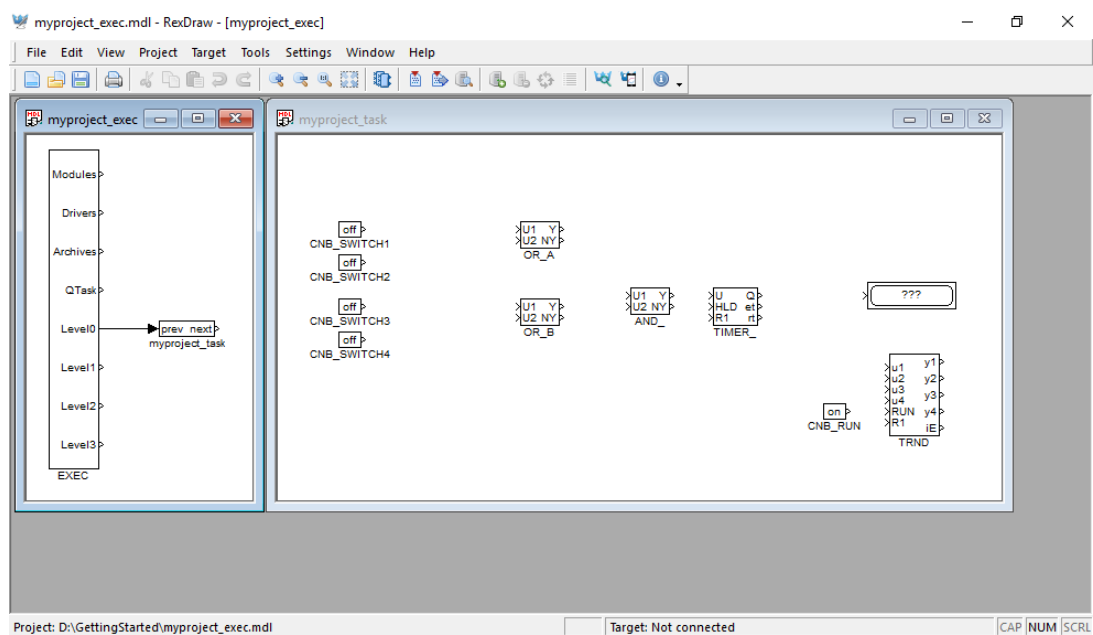 myproject_exec.mdl - RexDraw - [myproject_exec]
File Edit View Project Target Tools Settings Window Help
myproject_exec
Modules
Drivers
Archives
QTask
Level0
prev next
myproject_task
Level1
Level2
Level3
EXEC
myproject_task
off
CNB_SWITCH1
off
CNB_SWITCH2
off
CNB_SWITCH3
off
CNB_SWITCH4
U1 Y
U2 NY
OR_A
U1 Y
U2 NY
OR_B
U1 Y
U2 NY
AND_
U Q
HLD et
R1 rt
TIMER_
???
on
CNB_RUN
u1 y1
u2 y2
u3 y3
u4 y4
RUN
R1 iE
TRND
Project: D:\GettingStarted\myproject_exec.mdl
Target: Not connected
CAP NUM SCRL